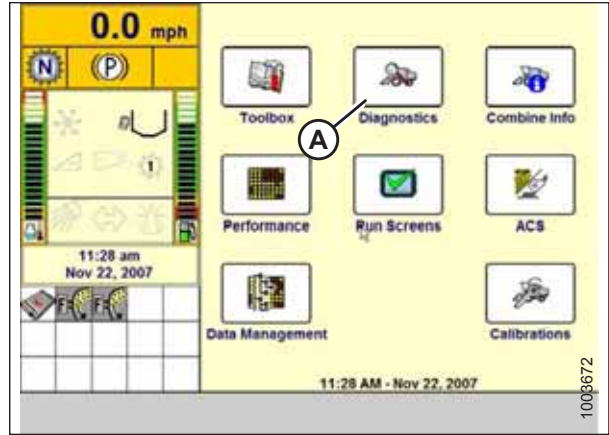 0.0 mph
N (P)
1
11:28 am
Nov 22, 2007
Toolbox
Diagnostics
Combine Info
A
Performance
Run Screens
ACS
Data Management
Calibrations
11:28 AM - Nov 22, 2007
1003672